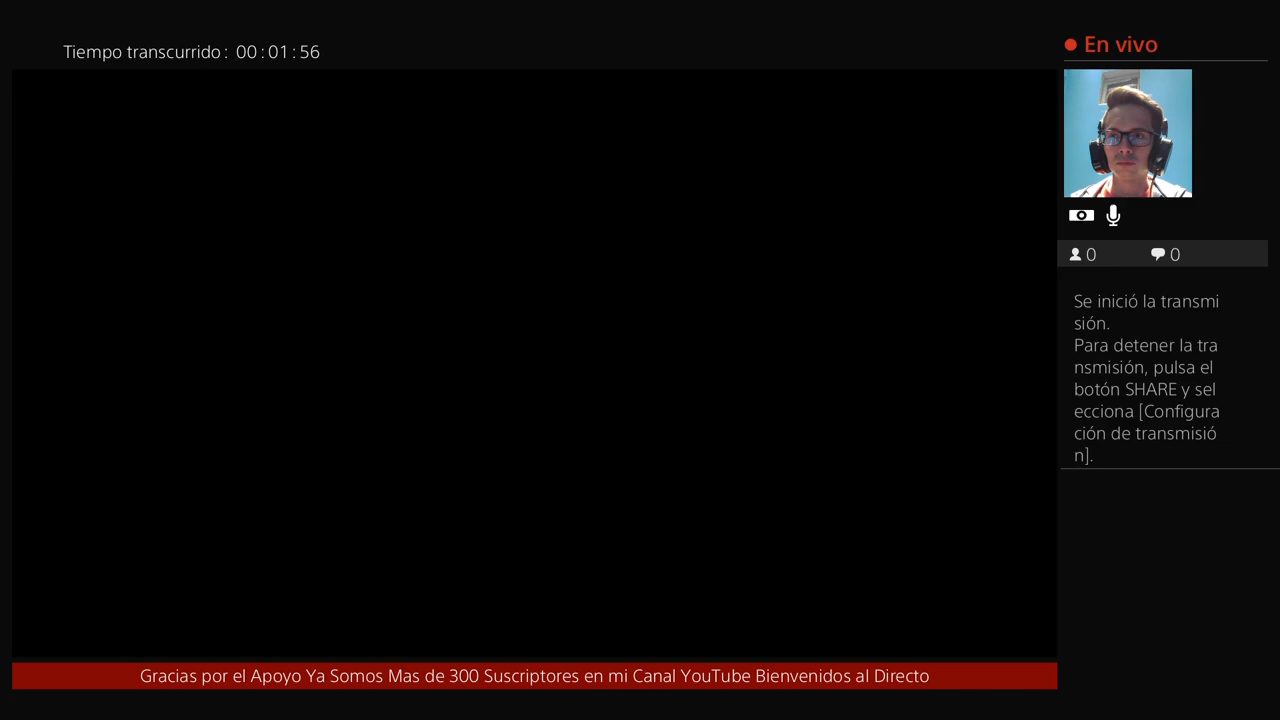 Tiempo transcurrido: 00:01:56
En vivo
0 0
Se inició la transmi
sión.
Para detener la tra
nsmisión, pulsa el
botón SHARE y sel
ecciona [Configura
ción de transmisió
n].
Gracias por el Apoyo Ya Somos Mas de 300 Suscriptores en mi Canal YouTube Bienvenidos al Directo